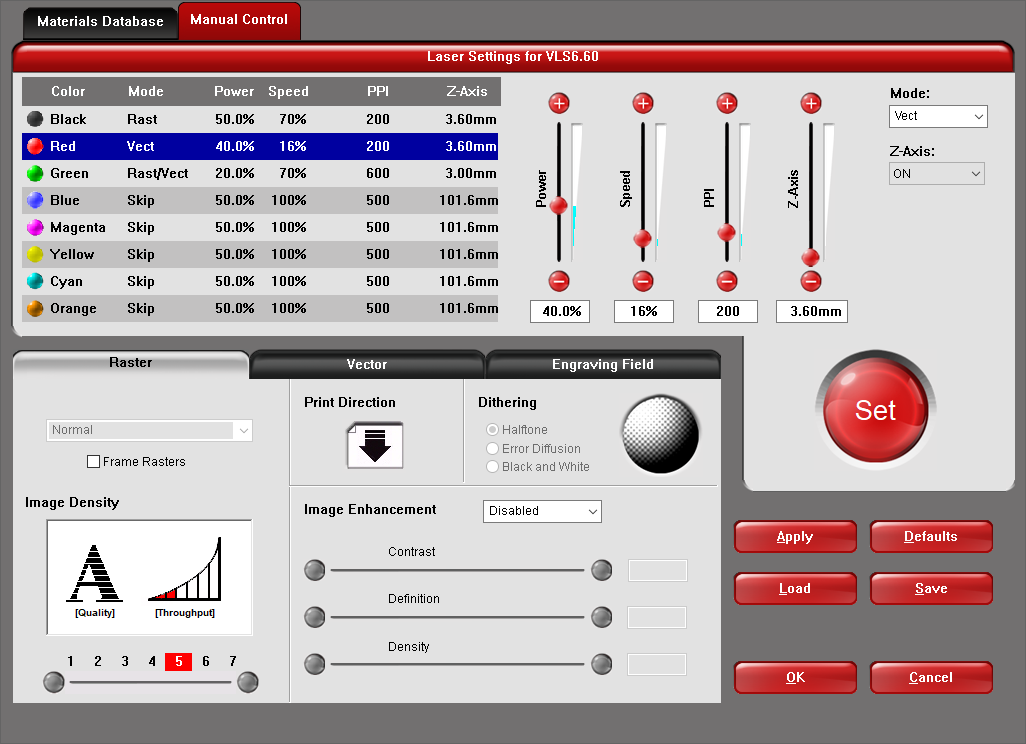 Materials Database Manual Control
Laser Settings for VLS6.60
Color Mode Power Speed PPI Z-Axis
Black Rast 50.0% 70% 200 3.60mm
Red Vect 40.0% 16% 200 3.60mm
Green Rast/Vect 20.0% 70% 600 3.00mm
Blue Skip 50.0% 100% 500 101.6mm
Magenta Skip 50.0% 100% 500 101.6mm
Yellow Skip 50.0% 100% 500 101.6mm
Cyan Skip 50.0% 100% 500 101.6mm
Orange Skip 50.0% 100% 500 101.6mm
Power
Speed
PPI
Z-Axis
40.0% 16% 200 3.60mm
Mode:
Vect
Z-Axis:
ON
Set
Raster Vector Engraving Field
Normal
Frame Rasters
Image Density
A
[Quality] [Throughput]
1 2 3 4 5 6 7
Print Direction
Dithering
Halftone
Error Diffusion
Black and White
Image Enhancement Disabled
Contrast
Definition
Density
Apply Defaults
Load Save
OK Cancel